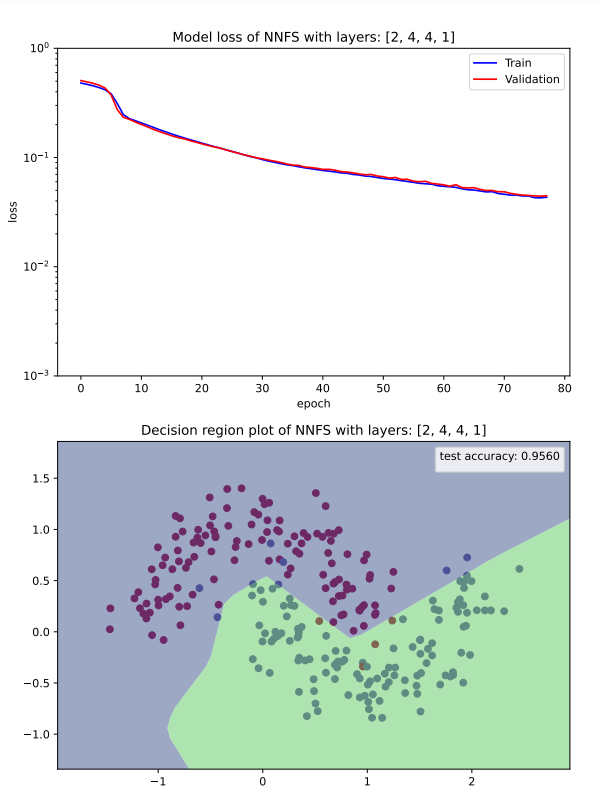 Model loss of NNFS with layers: [2, 4, 4, 1]
10⁰
Train
Validation
10⁻¹
loss
10⁻²
10⁻³
0 10 20 30 40 50 60 70 80
epoch
Decision region plot of NNFS with layers: [2, 4, 4, 1]
test accuracy: 0.9560
1.5
1.0
0.5
0.0
−0.5
−1.0
−1 0 1 2